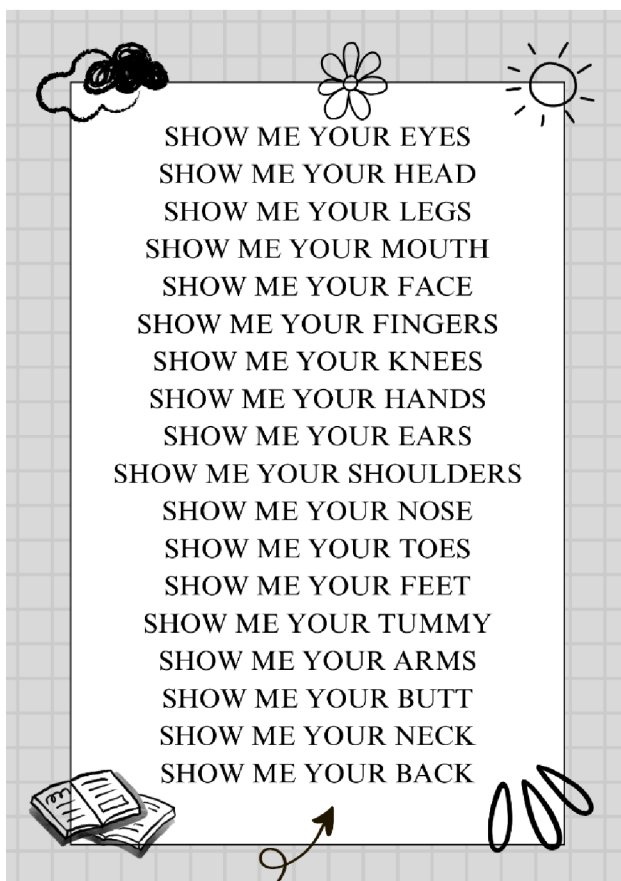 SHOW ME YOUR EYES
SHOW ME YOUR HEAD
SHOW ME YOUR LEGS
SHOW ME YOUR MOUTH
SHOW ME YOUR FACE
SHOW ME YOUR FINGERS
SHOW ME YOUR KNEES
SHOW ME YOUR HANDS
SHOW ME YOUR EARS
SHOW ME YOUR SHOULDERS
SHOW ME YOUR NOSE
SHOW ME YOUR TOES
SHOW ME YOUR FEET
SHOW ME YOUR TUMMY
SHOW ME YOUR ARMS
SHOW ME YOUR BUTT
SHOW ME YOUR NECK
SHOW ME YOUR BACK